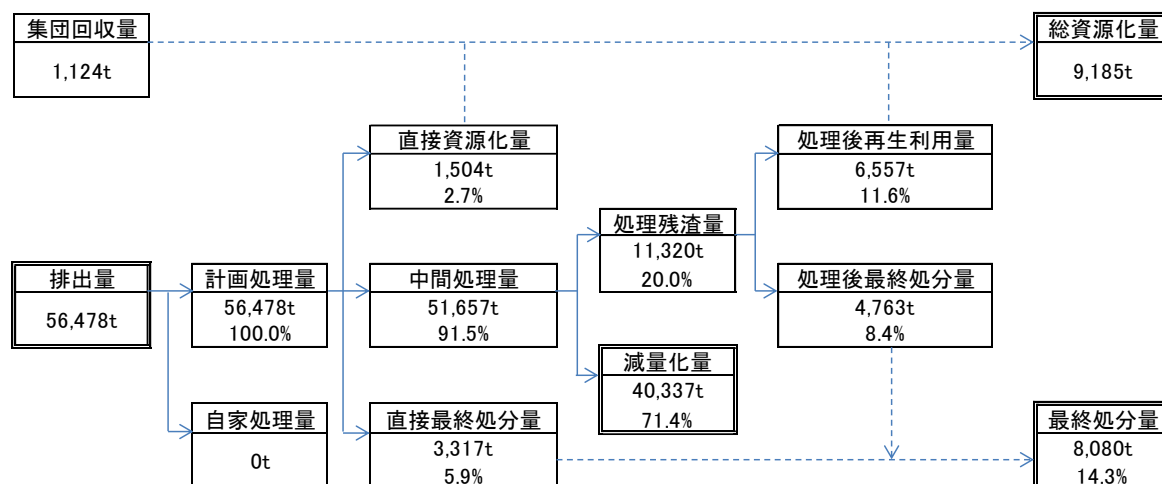 集団回収量
1,124t
総資源化量
9,185t
直接資源化量
1,504t
2.7%
処理後再生利用量
6,557t
11.6%
処理残渣量
11,320t
20.0%
排出量
56,478t
計画処理量
56,478t
100.0%
中間処理量
51,657t
91.5%
処理後最終処分量
4,763t
8.4%
減量化量
40,337t
71.4%
自家処理量
0t
直接最終処分量
3,317t
5.9%
最終処分量
8,080t
14.3%